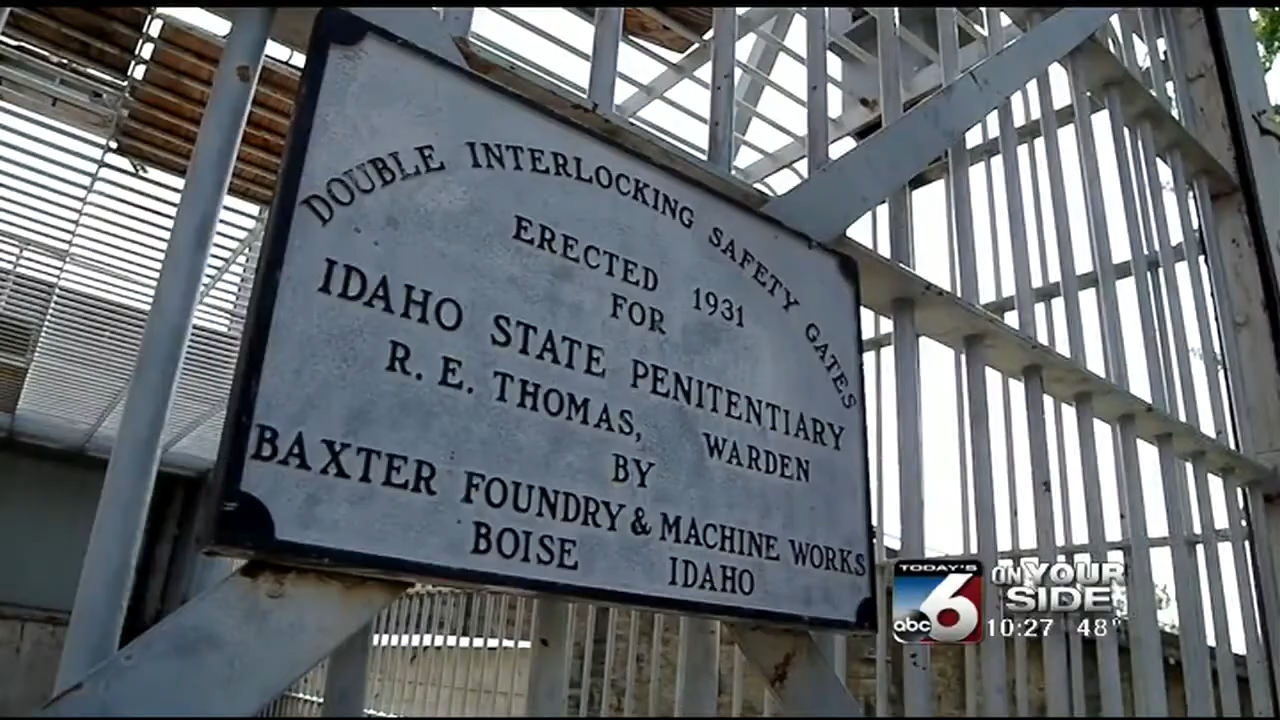 DOUBLE INTERLOCKING SAFETY GATES
ERECTED 1931
FOR
IDAHO STATE PENITENTIARY
R. E. THOMAS, WARDEN
BY
BAXTER FOUNDRY & MACHINE WORKS
BOISE IDAHO
TODAY'S
abc 6
ON YOUR
SIDE
10:27 48°